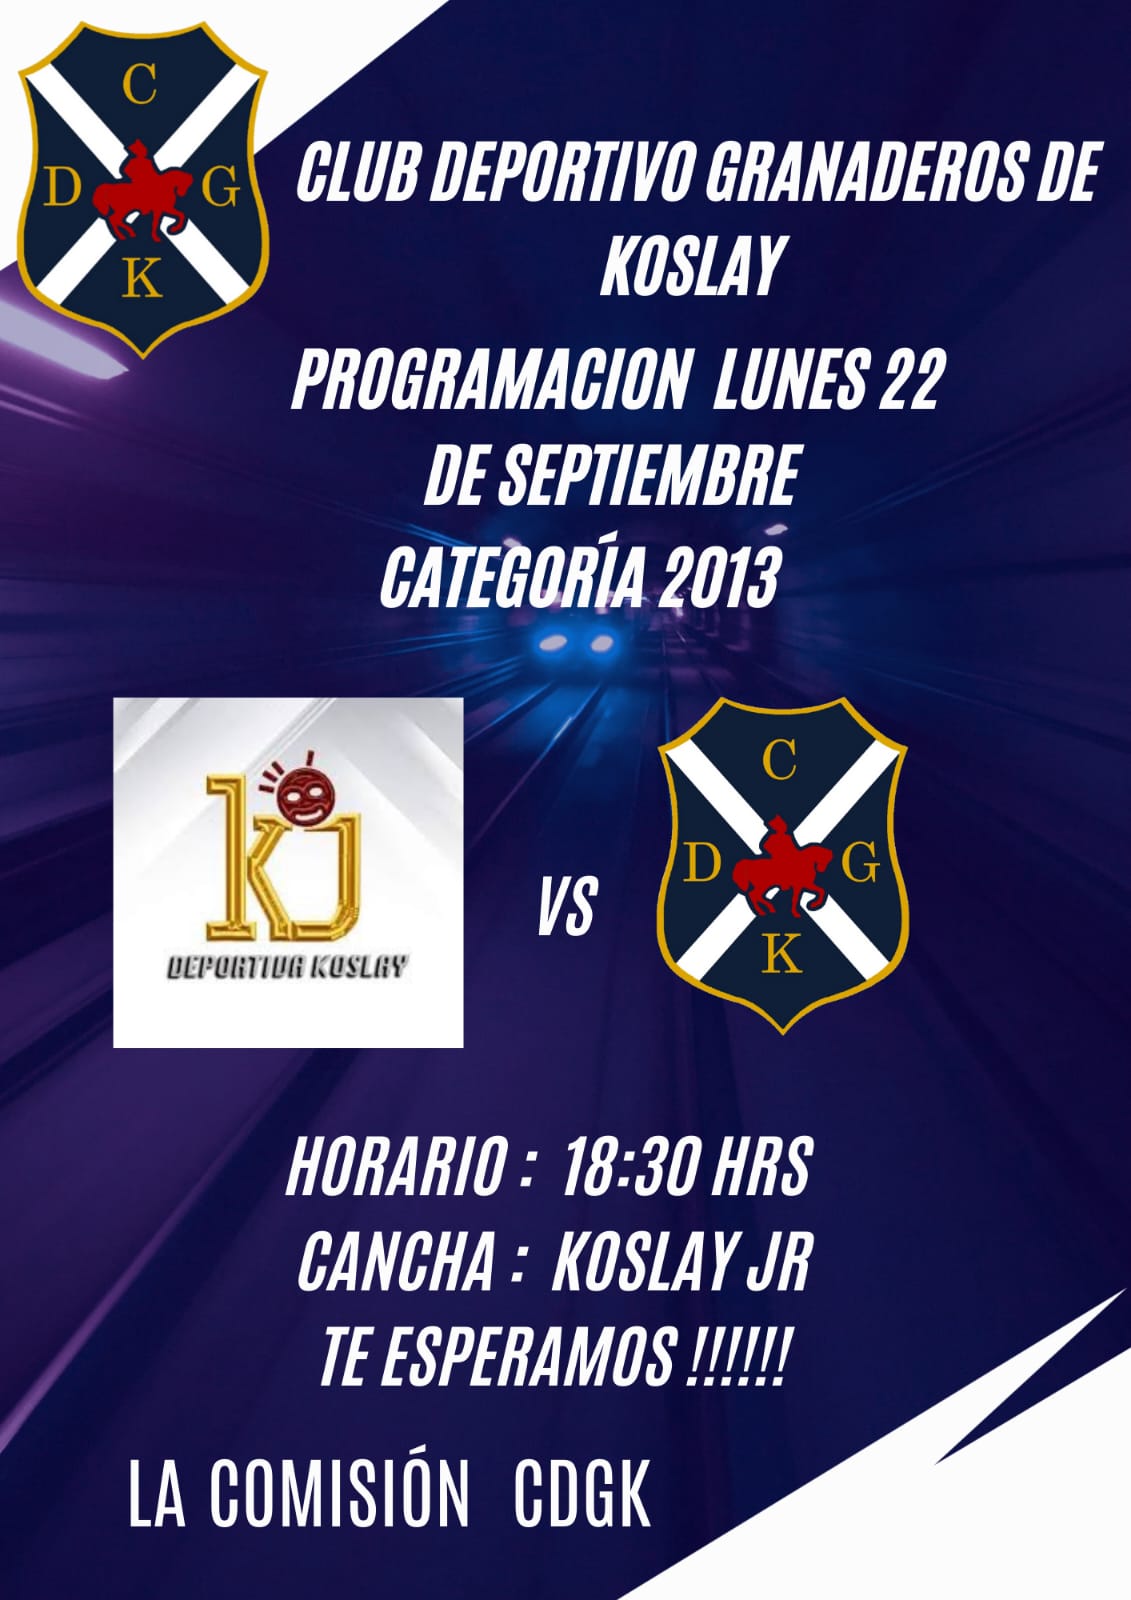 C
D G
K
CLUB DEPORTIVO GRANADEROS DE
KOSLAY
PROGRAMACION LUNES 22
DE SEPTIEMBRE
CATEGORÍA 2013
KJ
DEPORTIVA KOSLAY
VS
C
D G
K
HORARIO : 18:30 HRS
CANCHA : KOSLAY JR
TE ESPERAMOS !!!!!!
LA COMISIÓN CDGK